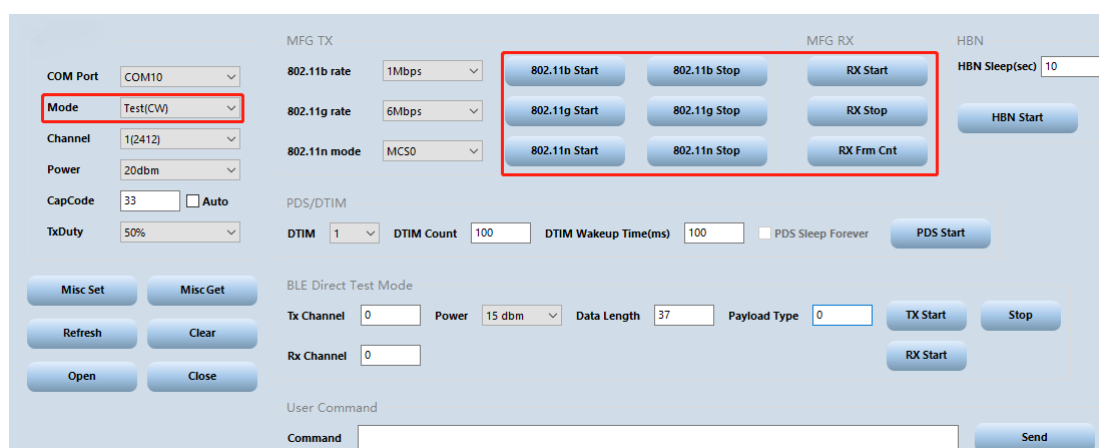 MFG TX
MFG RX
HBN
COM Port COM10
802.11b rate 1Mbps 802.11b Start 802.11b Stop RX Start
HBN Sleep(sec) 10
Mode Test(CW)
802.11g rate 6Mbps 802.11g Start 802.11g Stop RX Stop
HBN Start
Channel 1(2412)
802.11n mode MCS0 802.11n Start 802.11n Stop RX Frm Cnt
Power 20dbm
CapCode 33 Auto
PDS/DTIM
TxDuty 50%
DTIM 1 DTIM Count 100 DTIM Wakeup Time(ms) 100 PDS Sleep Forever PDS Start
Misc Set Misc Get
BLE Direct Test Mode
Tx Channel 0 Power 15 dbm Data Length 37 Payload Type 0 TX Start Stop
Refresh Clear
Rx Channel 0 RX Start
Open Close
User Command
Command Send